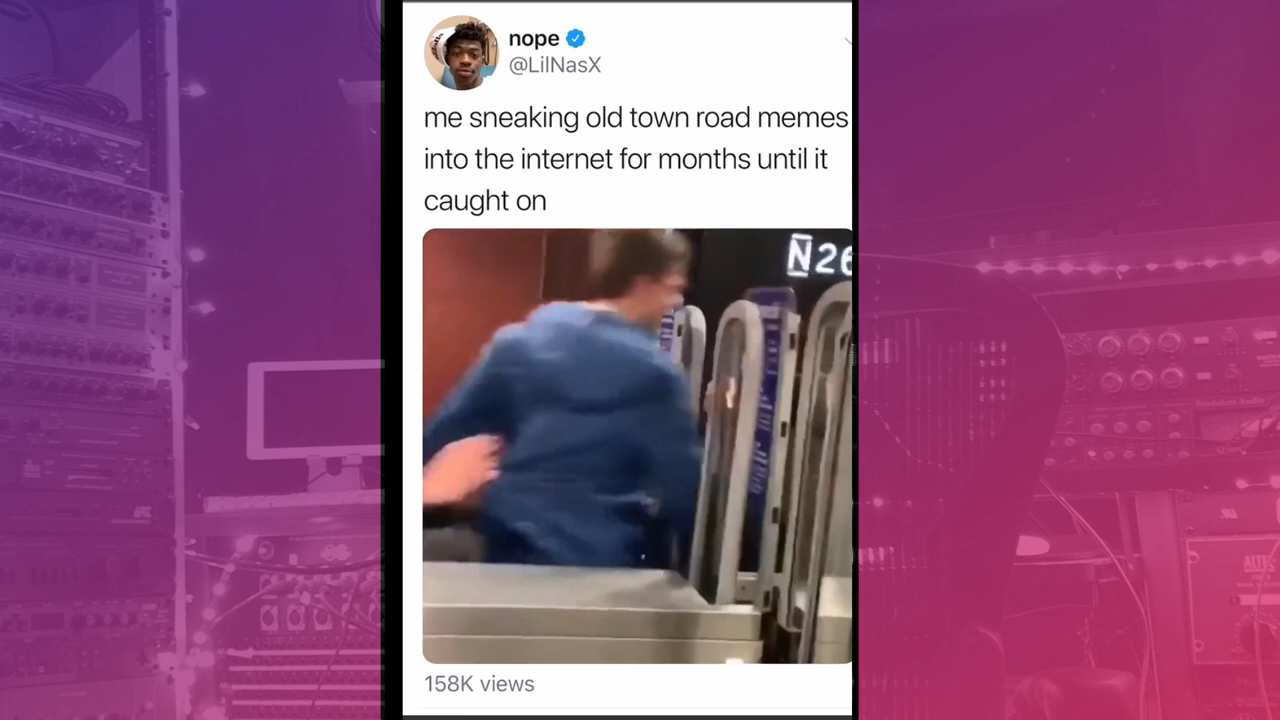 nope
@LilNasX
me sneaking old town road memes
into the internet for months until it
caught on
N26
158K views